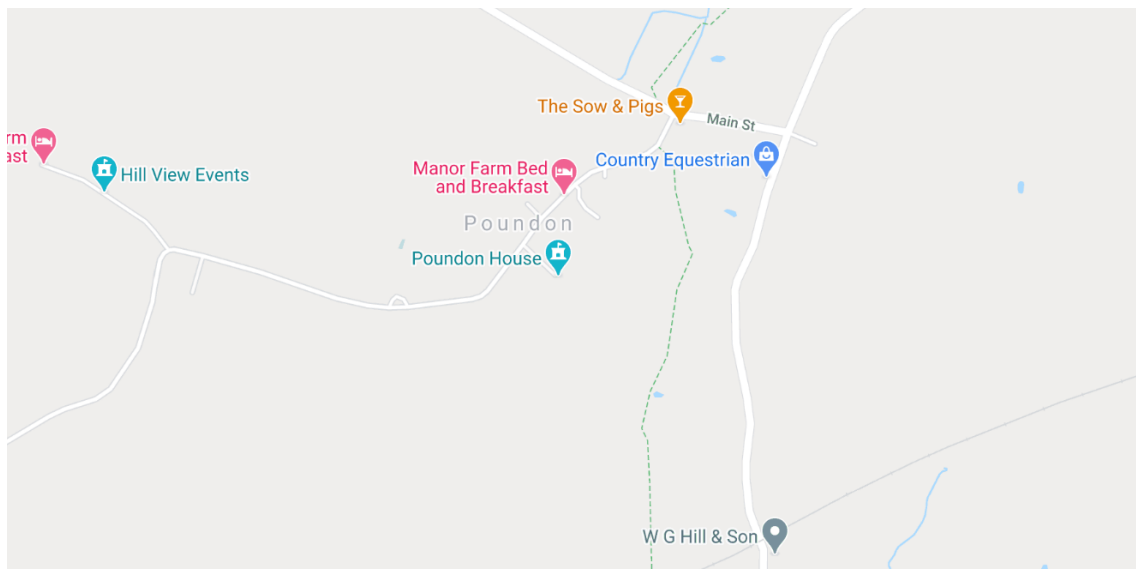 The Sow & Pigs
Main St
rm
ast
Hill View Events
Country Equestrian
Manor Farm Bed
and Breakfast
Poundon
Poundon House
W G Hill & Son